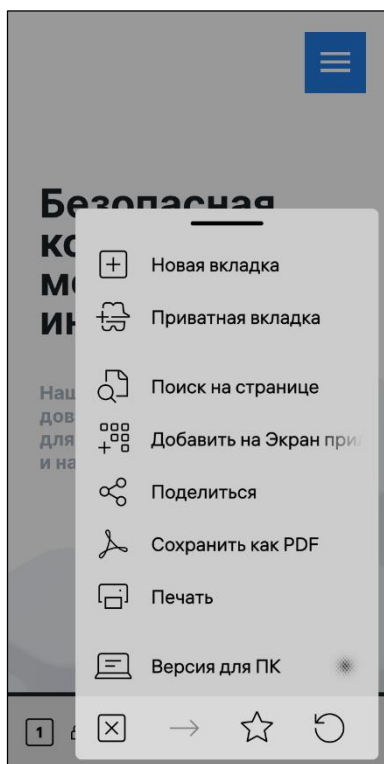 Безопасная
Новая вкладка
Приватная вкладка
Поиск на странице
Добавить на Экран
Поделиться
Сохранить как PDF
Печать
Версия для ПК
1